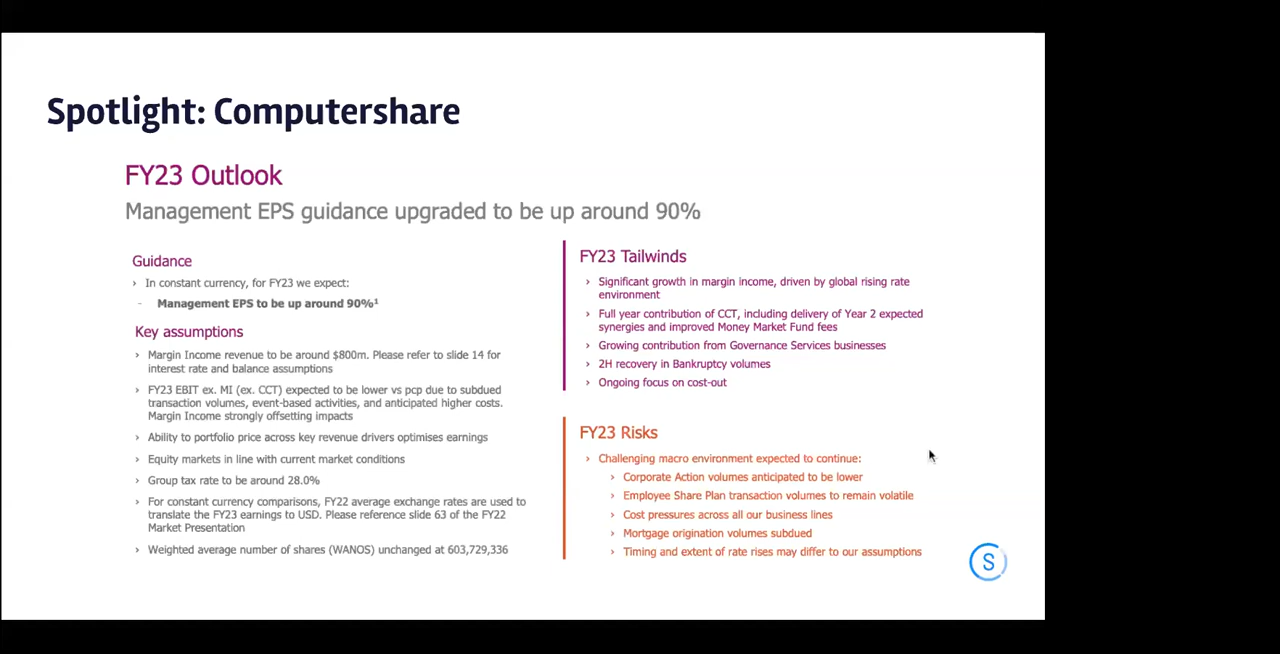 Spotlight: Computershare
FY23 Outlook
Management EPS guidance upgraded to be up around 90%
Guidance
› In constant currency, for FY23 we expect:
- Management EPS to be up around 90%¹
Key assumptions
› Margin Income revenue to be around $800m. Please refer to slide 14 for
interest rate and balance assumptions
› FY23 EBIT ex. MI (ex. CCT) expected to be lower vs pcp due to subdued
transaction volumes, event-based activities, and anticipated higher costs.
Margin Income strongly offsetting impacts
› Ability to portfolio price across key revenue drivers optimises earnings
› Equity markets in line with current market conditions
› Group tax rate to be around 28.0%
› For constant currency comparisons, FY22 average exchange rates are used to
translate the FY23 earnings to USD. Please reference slide 63 of the FY22
Market Presentation
› Weighted average number of shares (WANOS) unchanged at 603,729,336
FY23 Tailwinds
› Significant growth in margin income, driven by global rising rate
environment
› Full year contribution of CCT, including delivery of Year 2 expected
synergies and improved Money Market Fund fees
› Growing contribution from Governance Services businesses
› 2H recovery in Bankruptcy volumes
› Ongoing focus on cost-out
FY23 Risks
› Challenging macro environment expected to continue:
› Corporate Action volumes anticipated to be lower
› Employee Share Plan transaction volumes to remain volatile
› Cost pressures across all our business lines
› Mortgage origination volumes subdued
› Timing and extent of rate rises may differ to our assumptions
S